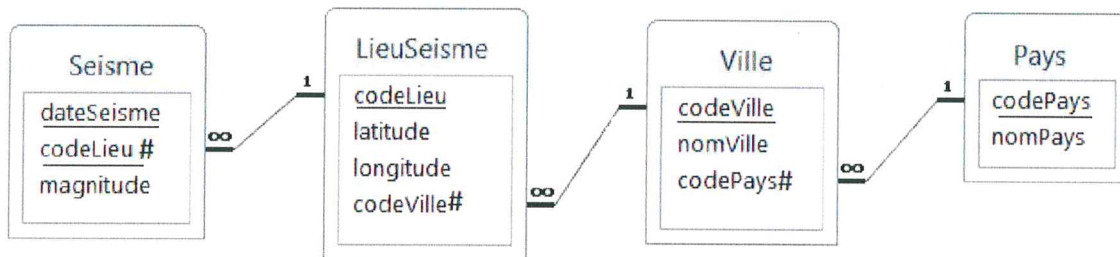 Seisme
dateSeisme
codeLieu #
magnitude
∞
1
LieuSeisme
codeLieu
latitude
longitude
codeVille#
∞
1
Ville
codeVille
nomVille
codePays#
∞
1
Pays
codePays
nomPays